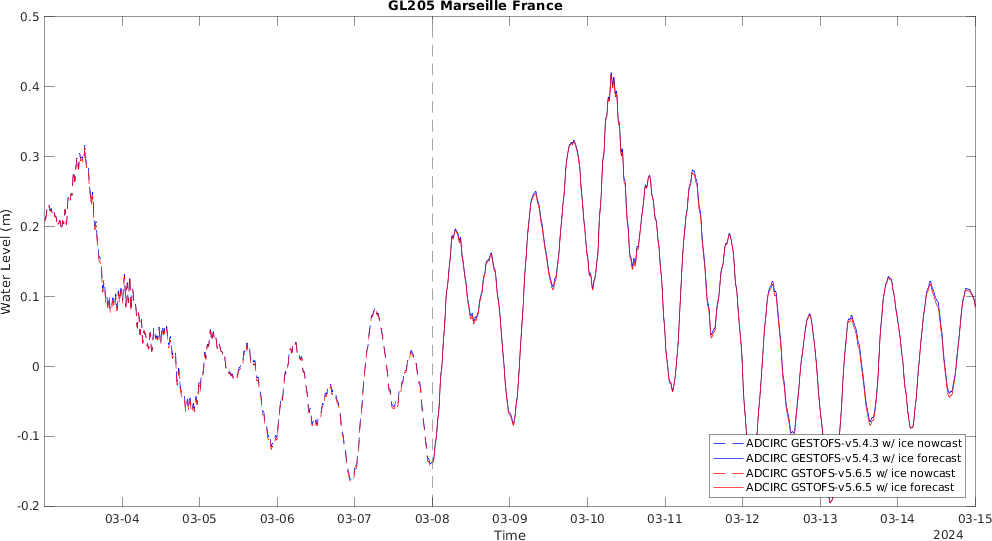 GL205 Marseille France
0.5
0.4
0.3
0.2
0.1
0
-0.1
-0.2
Water Level (m)
ADCIRC GESTOFS-v5.4.3 w/ ice nowcast
ADCIRC GESTOFS-v5.4.3 w/ ice forecast
ADCIRC GSTOFS-v5.6.5 w/ ice nowcast
ADCIRC GSTOFS-v5.6.5 w/ ice forecast
03-04 03-05 03-06 03-07 03-08 03-09 03-10 03-11 03-12 03-13 03-14 03-15
Time 2024